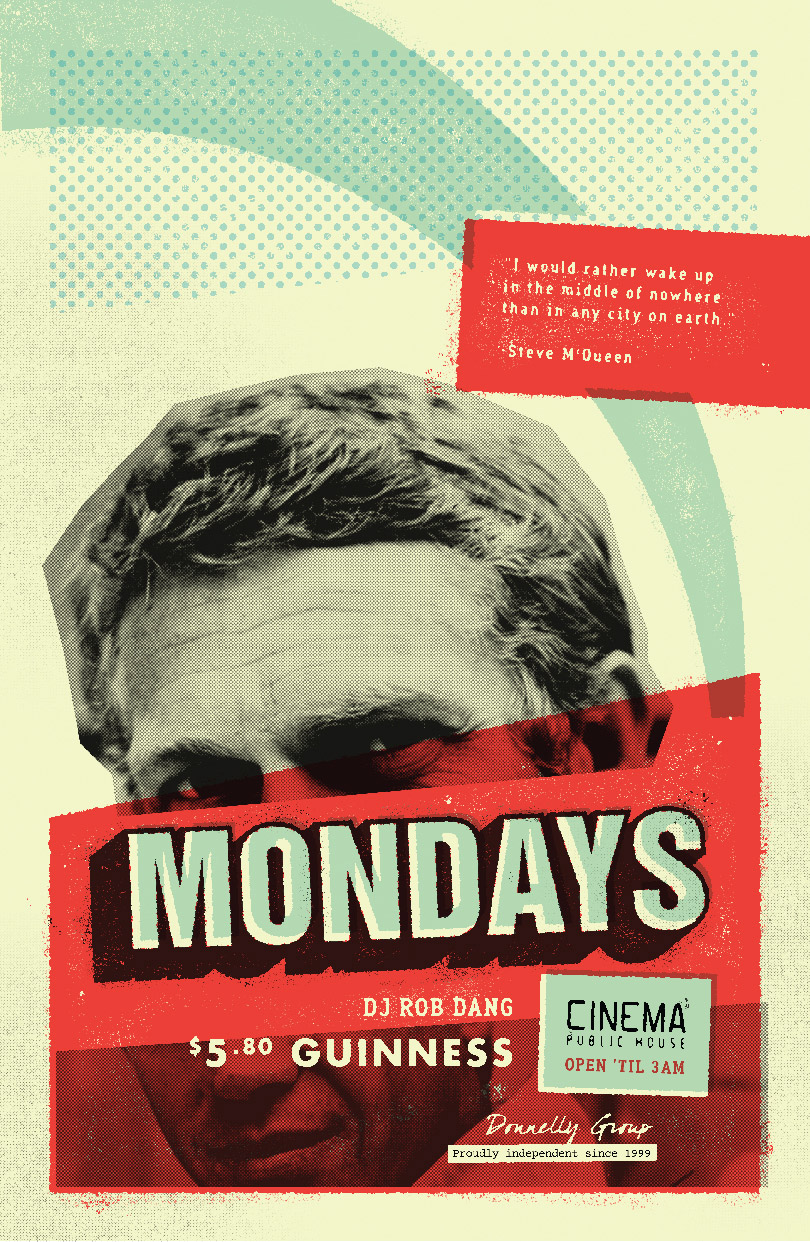 "I would rather wake up
in the middle of nowhere
than in any city on earth."
-Steve M'Queen
MONDAYS
DJ ROB DANG
$5.80 GUINNESS
CINEMA
PUBLIC HOUSE
OPEN 'TIL 3AM
Donnelly Group
Proudly independent since 1999